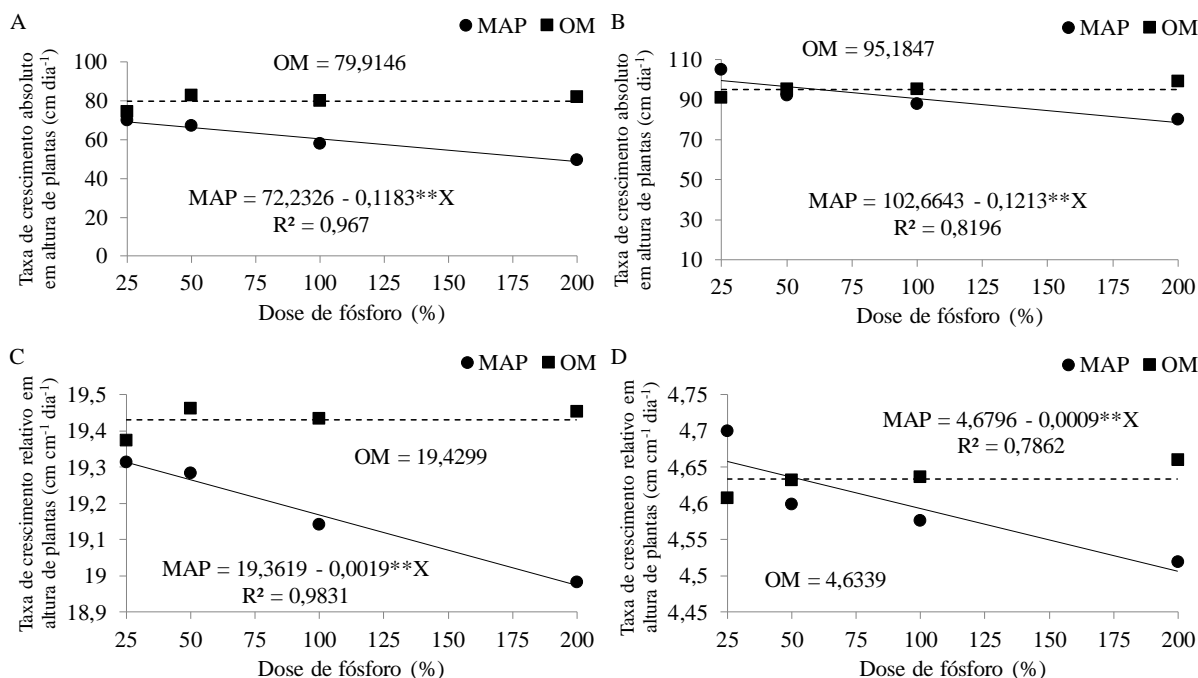 A
● MAP ■ OM
OM = 79,9146
100
80
60
40
20
0
MAP = 72,2326 - 0,1183**X
R² = 0,967
25 50 75 100 125 150 175 200
Dose de fósforo (%)
Taxa de crescimento absoluto
em altura de plantas (cm dia⁻¹)
B
● MAP ■ OM
OM = 95,1847
110
90
70
50
30
10
MAP = 102,6643 - 0,1213**X
R² = 0,8196
25 50 75 100 125 150 175 200
Dose de fósforo (%)
Taxa de crescimento absoluto
em altura de plantas (cm dia⁻¹)
C
● MAP ■ OM
19,5
19,4
19,3
19,2
19,1
19
18,9
OM = 19,4299
MAP = 19,3619 - 0,0019**X
R² = 0,9831
25 50 75 100 125 150 175 200
Dose de fósforo (%)
Taxa de crescimento relativo em
altura de plantas (cm cm⁻¹ dia⁻¹)
D
● MAP ■ OM
4,75
4,7
4,65
4,6
4,55
4,5
4,45
MAP = 4,6796 - 0,0009**X
R² = 0,7862
OM = 4,6339
25 50 75 100 125 150 175 200
Dose de fósforo (%)
Taxa de crescimento relativo em
altura de plantas (cm cm⁻¹ dia⁻¹)